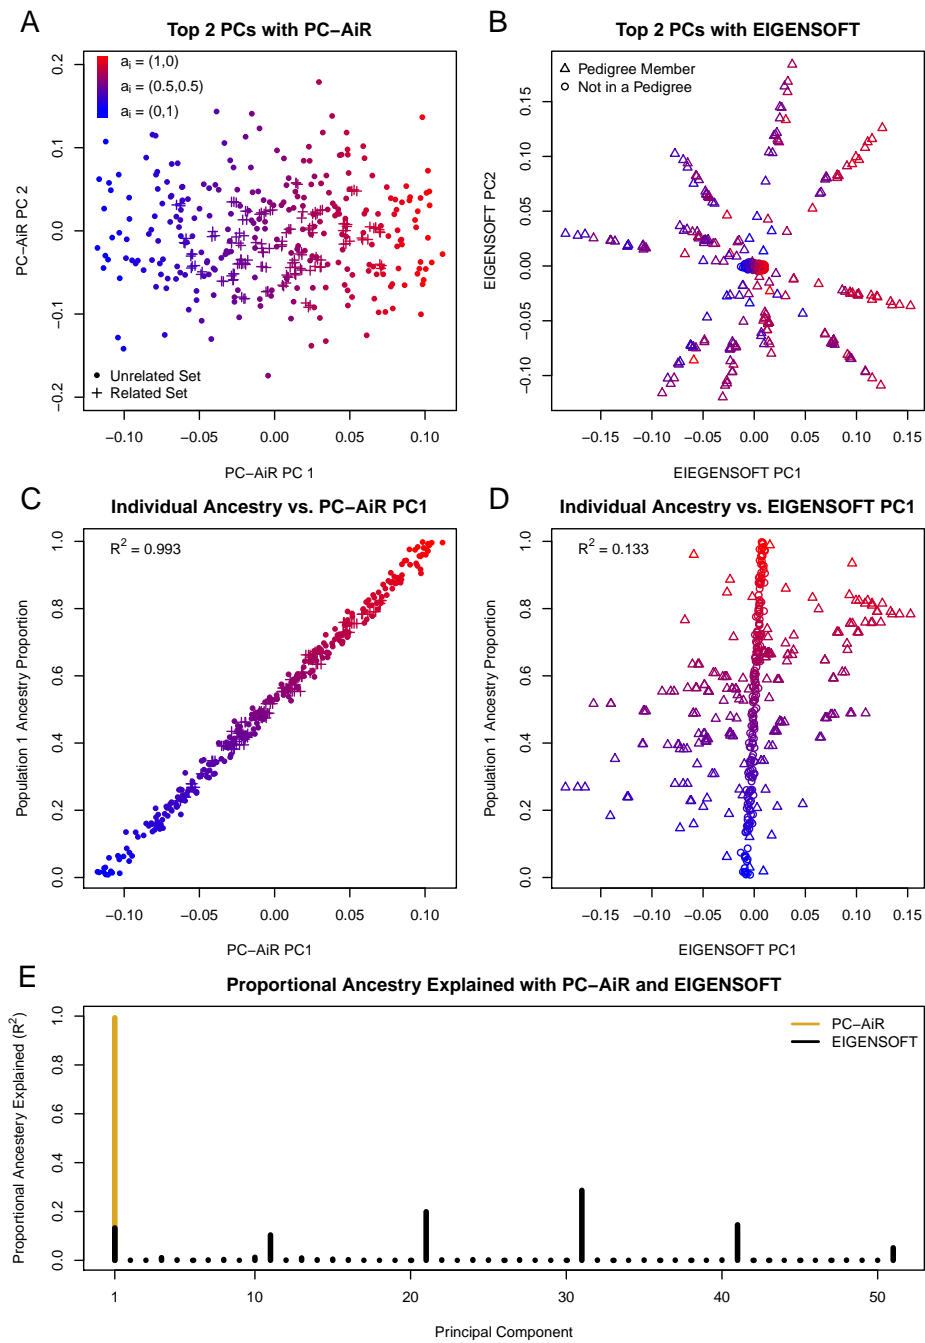 A
Top 2 PCs with PC−AiR
aᵢ = (1,0)
aᵢ = (0.5,0.5)
aᵢ = (0,1)
Unrelated Set
Related Set
PC−AiR PC 2
−0.2
−0.1
0.0
0.1
0.2
−0.10
−0.05
0.00
0.05
0.10
PC−AiR PC 1
B
Top 2 PCs with EIGENSOFT
Pedigree Member
Not in a Pedigree
EIGENSOFT PC2
−0.10
−0.05
0.00
0.05
0.10
0.15
−0.15
−0.10
−0.05
0.00
0.05
0.10
0.15
EIEGENSOFT PC1
C
Individual Ancestry vs. PC−AiR PC1
R² = 0.993
Population 1 Ancestry Proportion
0.0
0.2
0.4
0.6
0.8
1.0
−0.10
−0.05
0.00
0.05
0.10
PC−AiR PC1
D
Individual Ancestry vs. EIGENSOFT PC1
R² = 0.133
Population 1 Ancestry Proportion
0.0
0.2
0.4
0.6
0.8
1.0
−0.15
−0.10
−0.05
0.00
0.05
0.10
0.15
EIGENSOFT PC1
E
Proportional Ancestry Explained with PC−AiR and EIGENSOFT
PC−AiR
EIGENSOFT
Proportional Ancestery Explained (R²)
0.0
0.2
0.4
0.6
0.8
1.0
1
10
20
30
40
50
Principal Component